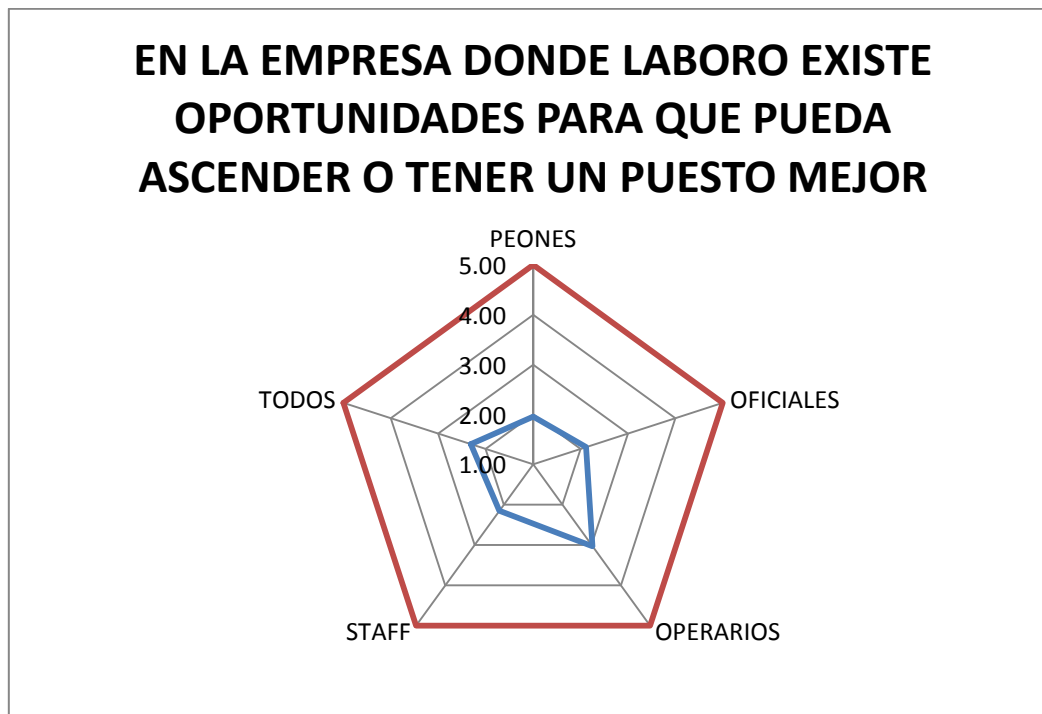 EN LA EMPRESA DONDE LABORO EXISTE
OPORTUNIDADES PARA QUE PUEDA
ASCENDER O TENER UN PUESTO MEJOR
PEONES
5.00
4.00
3.00
2.00
1.00
TODOS
OFICIALES
STAFF
OPERARIOS